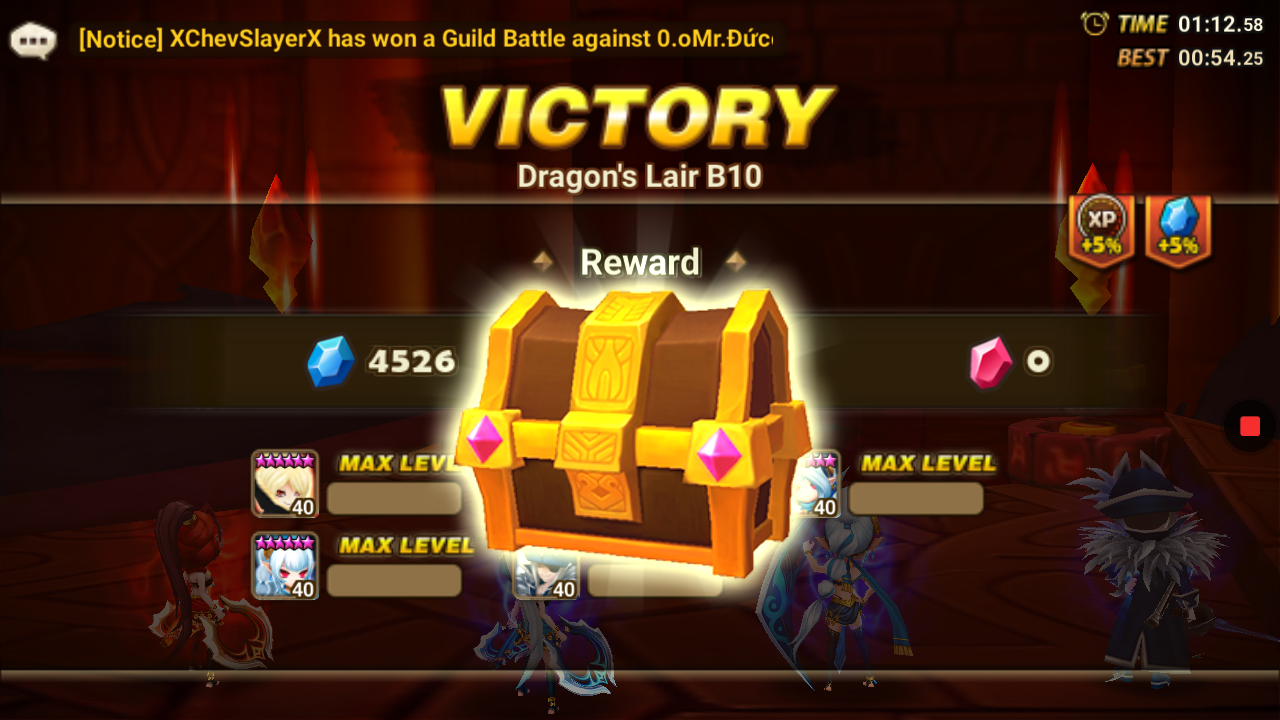 [Notice] XChevSlayerX has won a Guild Battle against 0.oMr.Đức
TIME 01:12.58
BEST 00:54.25
VICTORY
Dragon's Lair B10
XP +5%
+5%
Reward
4526
0
40
MAX LEVEL
40
MAX LEVEL
40
MAX LEVEL
40